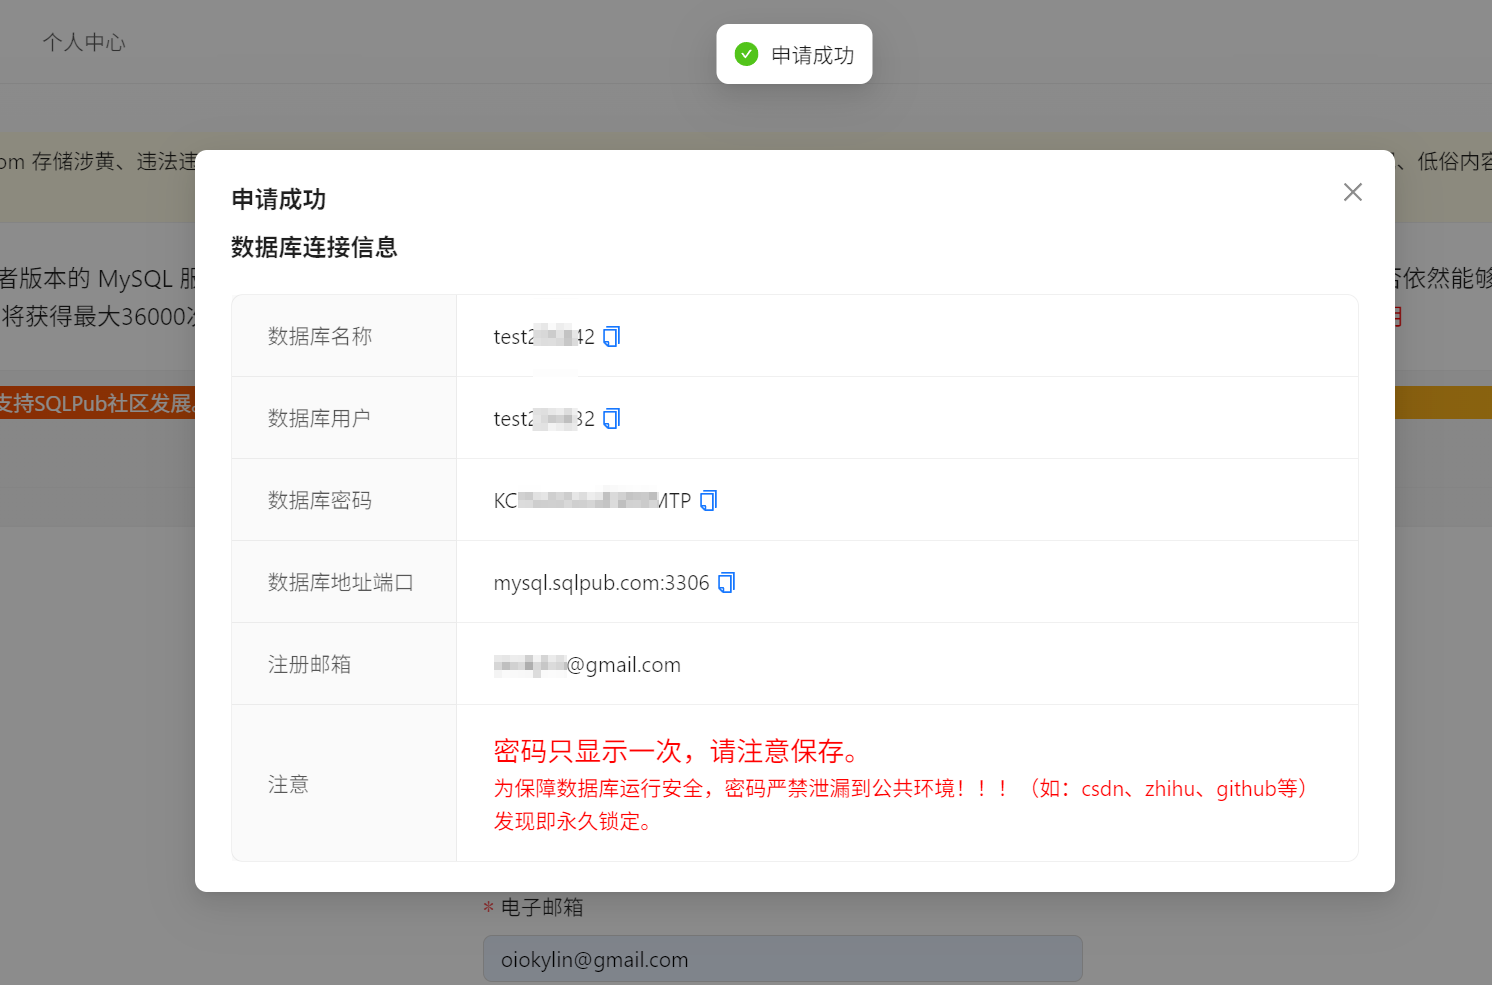 个人中心
申请成功
om 存储涉黄、违法违
、低俗内容
申请成功
数据库连接信息
者版本的 MySQL 服
依然能够
将获得最大36000次
支持SQLPub社区发展。
数据库名称 test2 42
数据库用户 test2 32
数据库密码 KC MTP
数据库地址端口 mysql.sqlpub.com:3306
注册邮箱 @gmail.com
注意
密码只显示一次，请注意保存。
为保障数据库运行安全，密码严禁泄漏到公共环境！！！（如：csdn、zhihu、github等）
发现即永久锁定。
* 电子邮箱
oiokylin@gmail.com